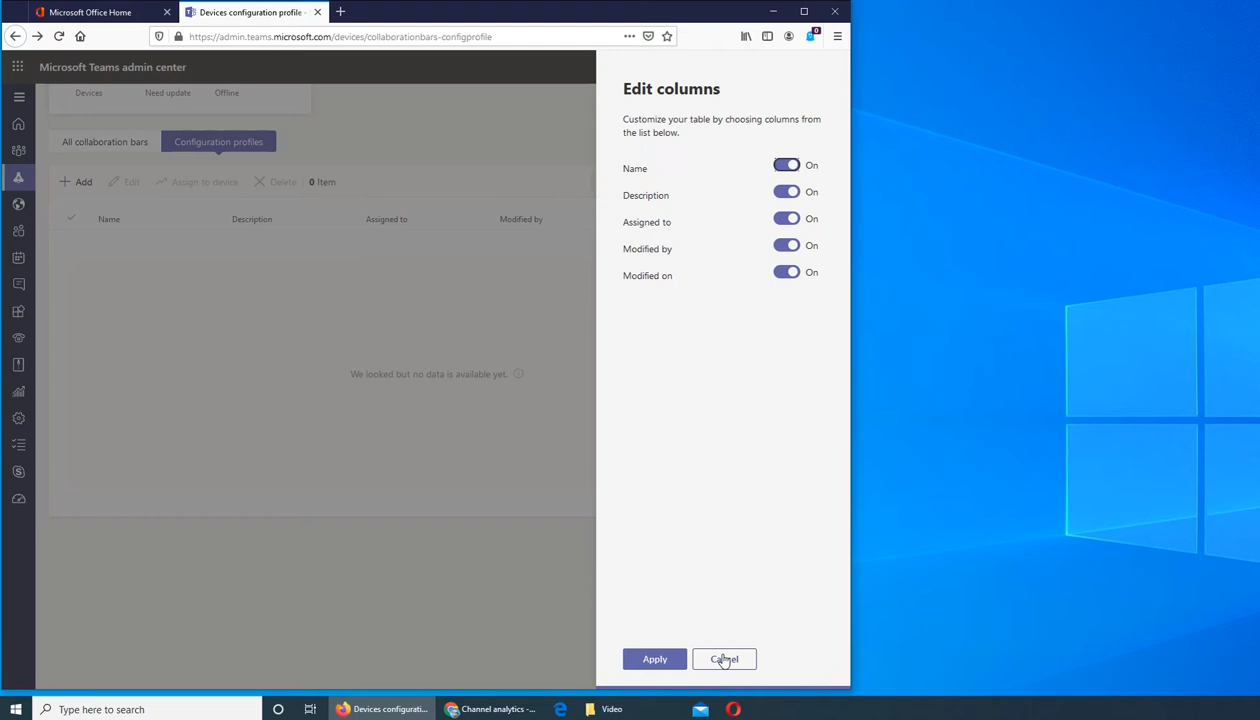 Microsoft Office Home
Devices configuration profile -
https://admin.teams.microsoft.com/devices/collaborationbars-configprofile
0
Microsoft Teams admin center
Devices
Need update
Offline
All collaboration bars
Configuration profiles
Add
Edit
Assign to device
Delete
0 Item
Name
Description
Assigned to
Modified by
We looked but no data is available yet.
Edit columns
Customize your table by choosing columns from
the list below.
Name On
Description On
Assigned to On
Modified by On
Modified on On
Apply
Cancel
Type here to search
Devices configurati...
Channel analytics -...
Video